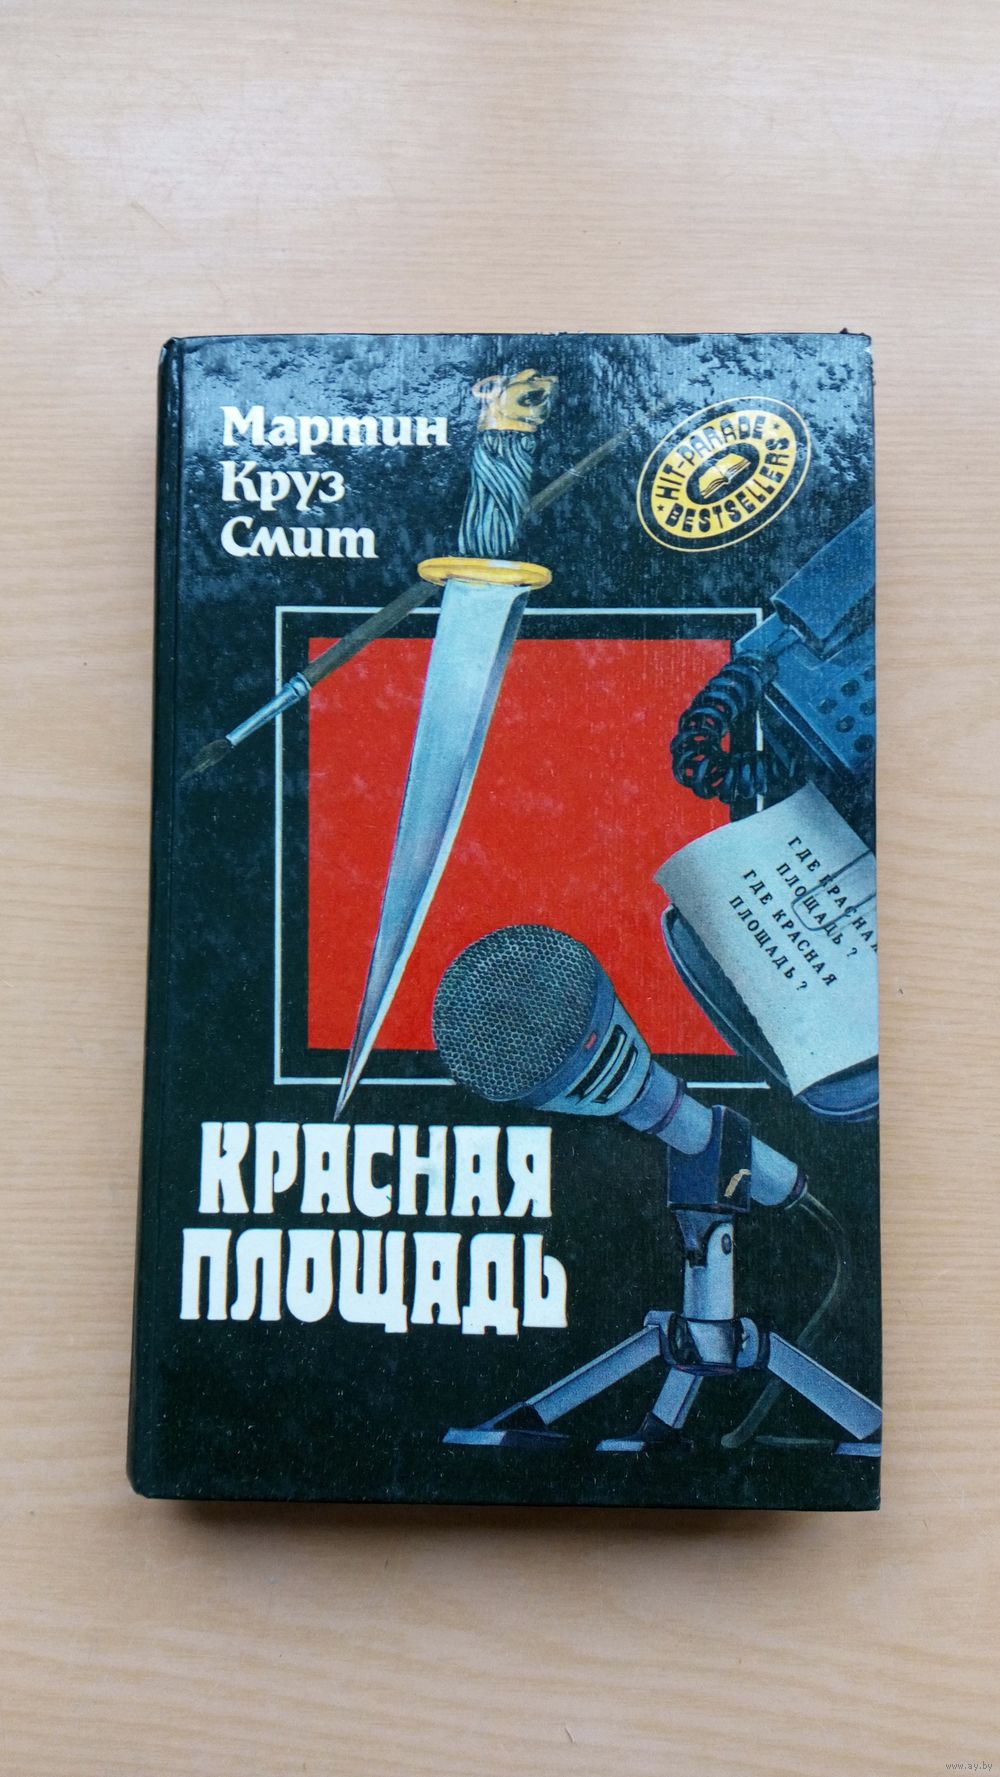 Мартин
Круз
Смит
HIT-PARADE
BESTSELLERS
ГДЕ КРАСНАЯ
ПЛОЩАДЬ?
ГДЕ КРАСНАЯ
ПЛОЩАДЬ?
КРАСНАЯ
ПЛОЩАДЬ
www.ay.by